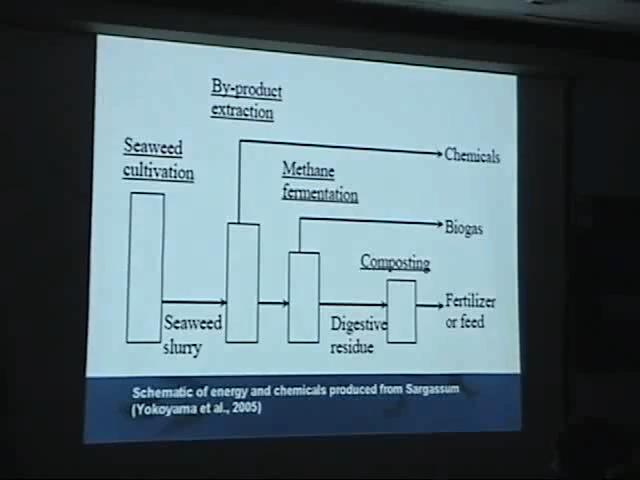 By-product
extraction
Seaweed
cultivation
Chemicals
Methane
fermentation
Biogas
Composting
Seaweed
slurry
Digestive
residue
Fertilizer
or feed
Schematic of energy and chemicals produced from Sargassum
(Yokoyama et al., 2005)